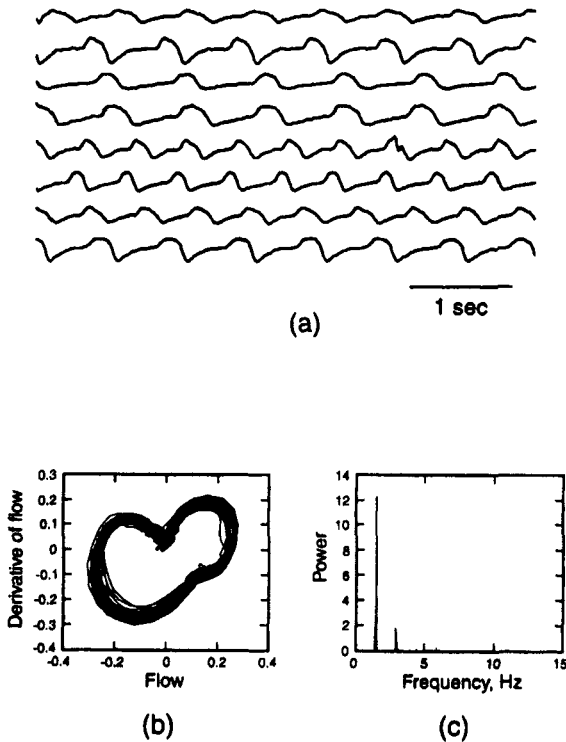 1 sec
(a)
0.3
0.2
0.1
0
-0.1
-0.2
-0.3
-0.4
-0.4 -0.2 0 0.2 0.4
Derivative of flow
Flow
(b)
14
12
10
8
6
4
2
0
0 5 10 15
Power
Frequency, Hz
(c)